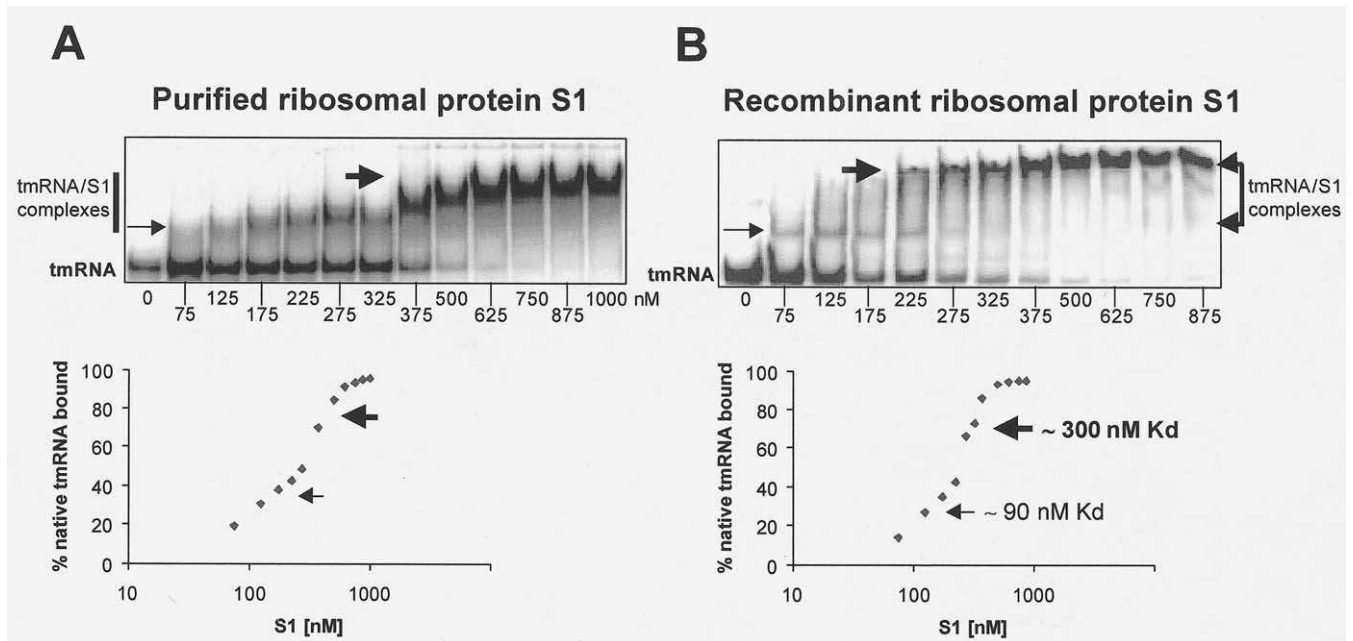 A
Purified ribosomal protein S1
tmRNA/S1
complexes
tmRNA
0 125 225 325 500 750 1000 nM
75 175 275 375 625 875
% native tmRNA bound
100
80
60
40
20
0
10 100 1000
S1 [nM]
B
Recombinant ribosomal protein S1
tmRNA/S1
complexes
tmRNA
0 125 225 325 500 750
75 175 275 375 625 875
% native tmRNA bound
100
80
60
40
20
0
~ 300 nM Kd
~ 90 nM Kd
10 100 1000
S1 [nM]